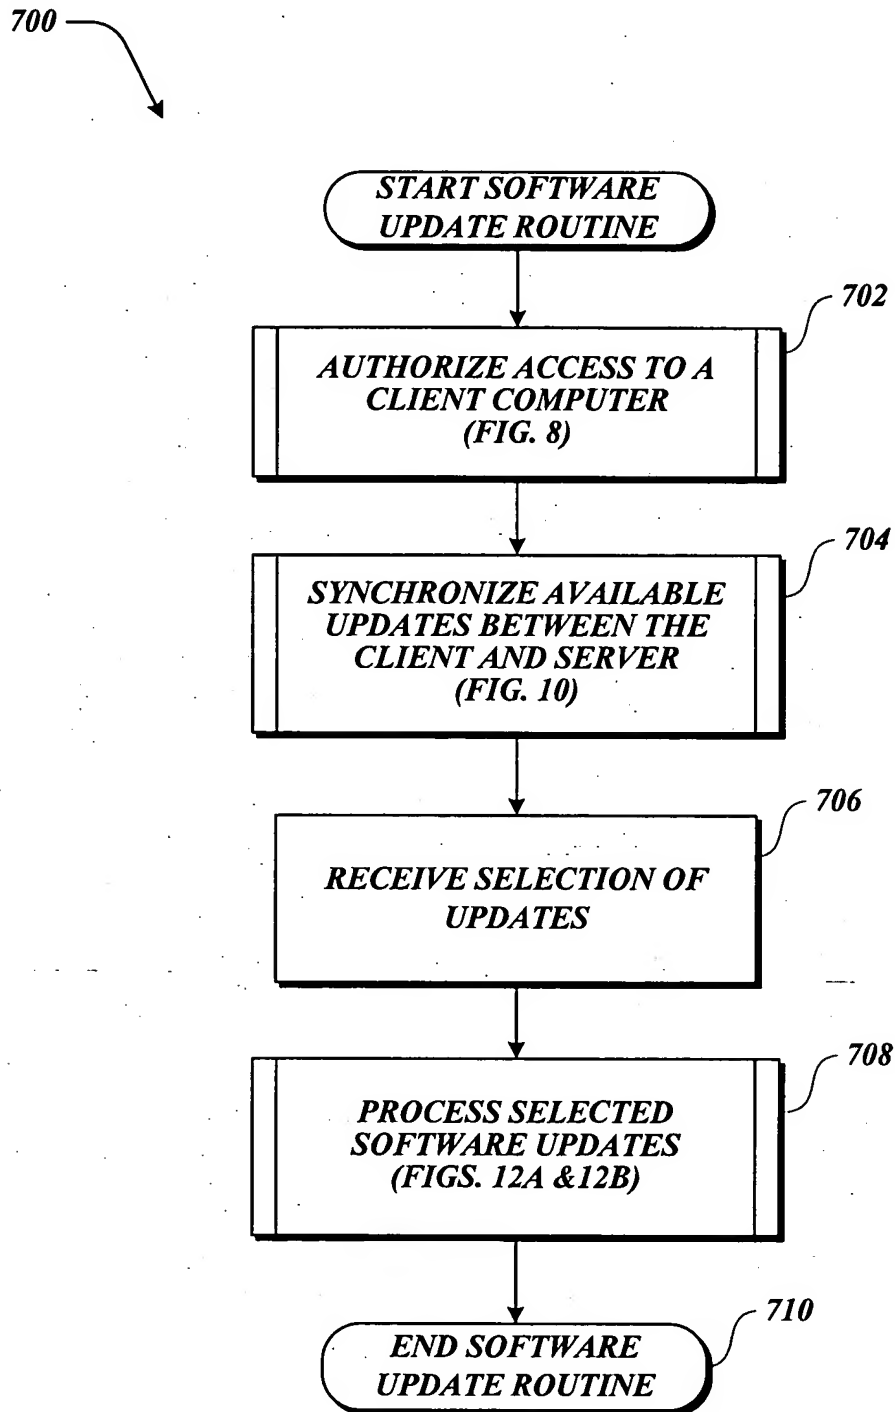 700
START SOFTWARE
UPDATE ROUTINE
702
AUTHORIZE ACCESS TO A
CLIENT COMPUTER
(FIG. 8)
704
SYNCHRONIZE AVAILABLE
UPDATES BETWEEN THE
CLIENT AND SERVER
(FIG. 10)
706
RECEIVE SELECTION OF
UPDATES
708
PROCESS SELECTED
SOFTWARE UPDATES
(FIGS. 12A &12B)
710
END SOFTWARE
UPDATE ROUTINE